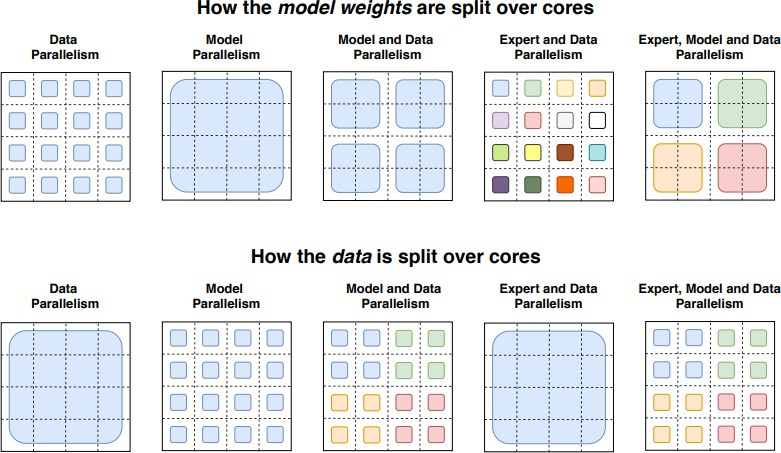 How the model weights are split over cores
Data
Parallelism
Model
Parallelism
Model and Data
Parallelism
Expert and Data
Parallelism
Expert, Model and Data
Parallelism
How the data is split over cores
Data
Parallelism
Model
Parallelism
Model and Data
Parallelism
Expert and Data
Parallelism
Expert, Model and Data
Parallelism